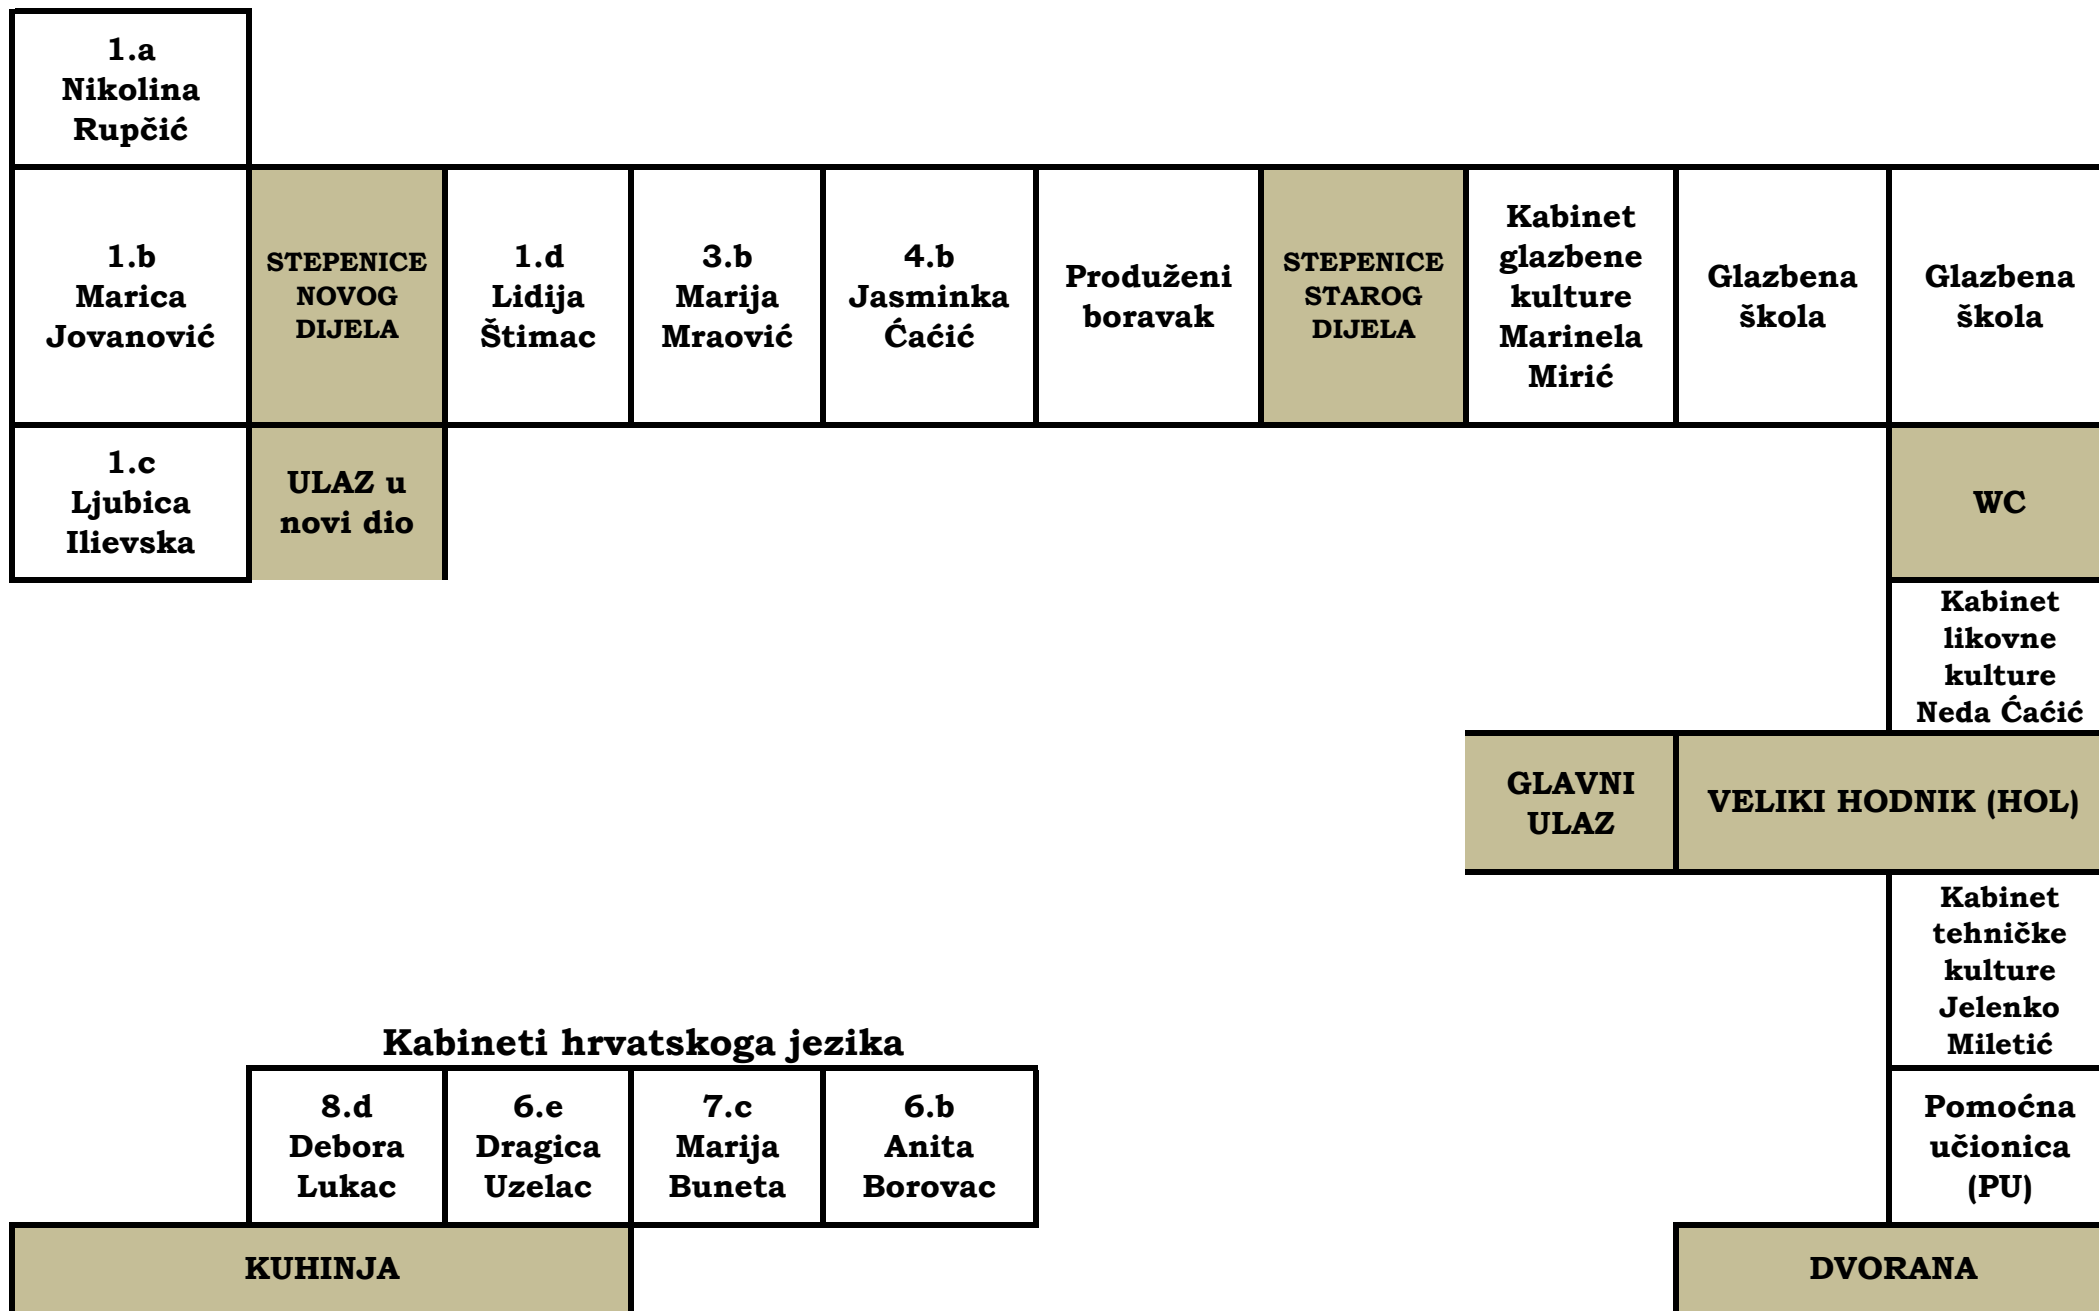 1.a
Nikolina
Rupčić
1.b
Marica
Jovanović
STEPENICE
NOVOG
DIJELA
1.d
Lidija
Štimac
3.b
Marija
Mraović
4.b
Jasminka
Ćaćić
Produženi
boravak
STEPENICE
STAROG
DIJELA
Kabinet
glazbene
kulture
Marinela
Mirić
Glazbena
škola
Glazbena
škola
1.c
Ljubica
Ilievska
ULAZ u
novi dio
WC
Kabinet
likovne
kulture
Neda Ćaćić
GLAVNI
ULAZ
VELIKI HODNIK (HOL)
Kabinet
tehničke
kulture
Jelenko
Miletić
Kabineti hrvatskoga jezika
8.d
Debora
Lukac
6.e
Dragica
Uzelac
7.c
Marija
Buneta
6.b
Anita
Borovac
Pomoćna
učionica
(PU)
KUHINJA
DVORANA